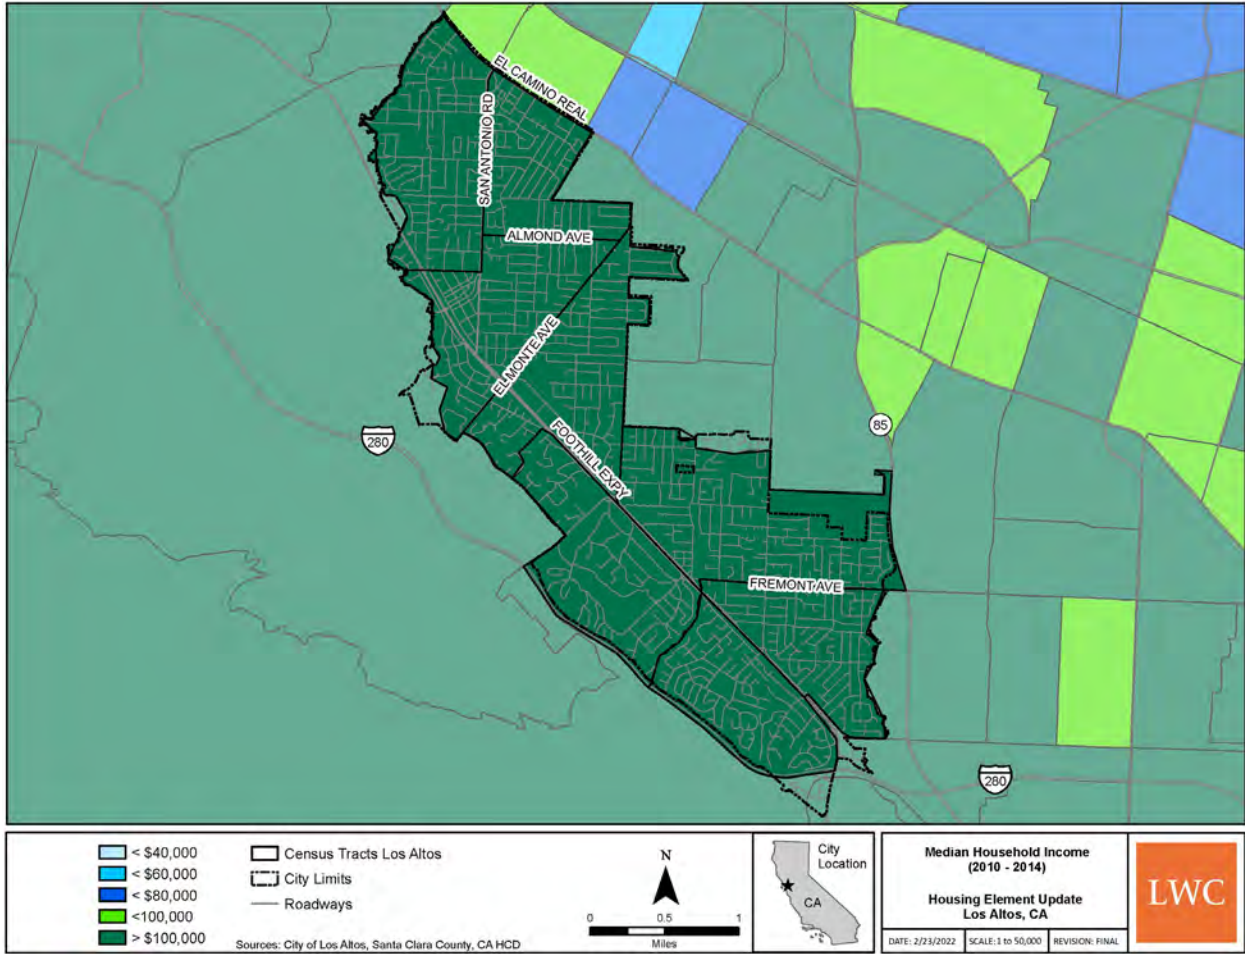 EL CAMINO REAL
SAN ANTONIO RD
ALMOND AVE
EL MONTE AVE
FOOTHILL EXPY
280
85
FREMONT AVE
280
< $40,000
< $60,000
< $80,000
<100,000
> $100,000
Census Tracts Los Altos
City Limits
Roadways
Sources: City of Los Altos, Santa Clara County, CA HCD
N
0 0.5 1
Miles
City
Location
CA
Median Household Income
(2010 - 2014)
Housing Element Update
Los Altos, CA
DATE: 2/23/2022 SCALE:1 to 50,000 REVISION: FINAL
LWC